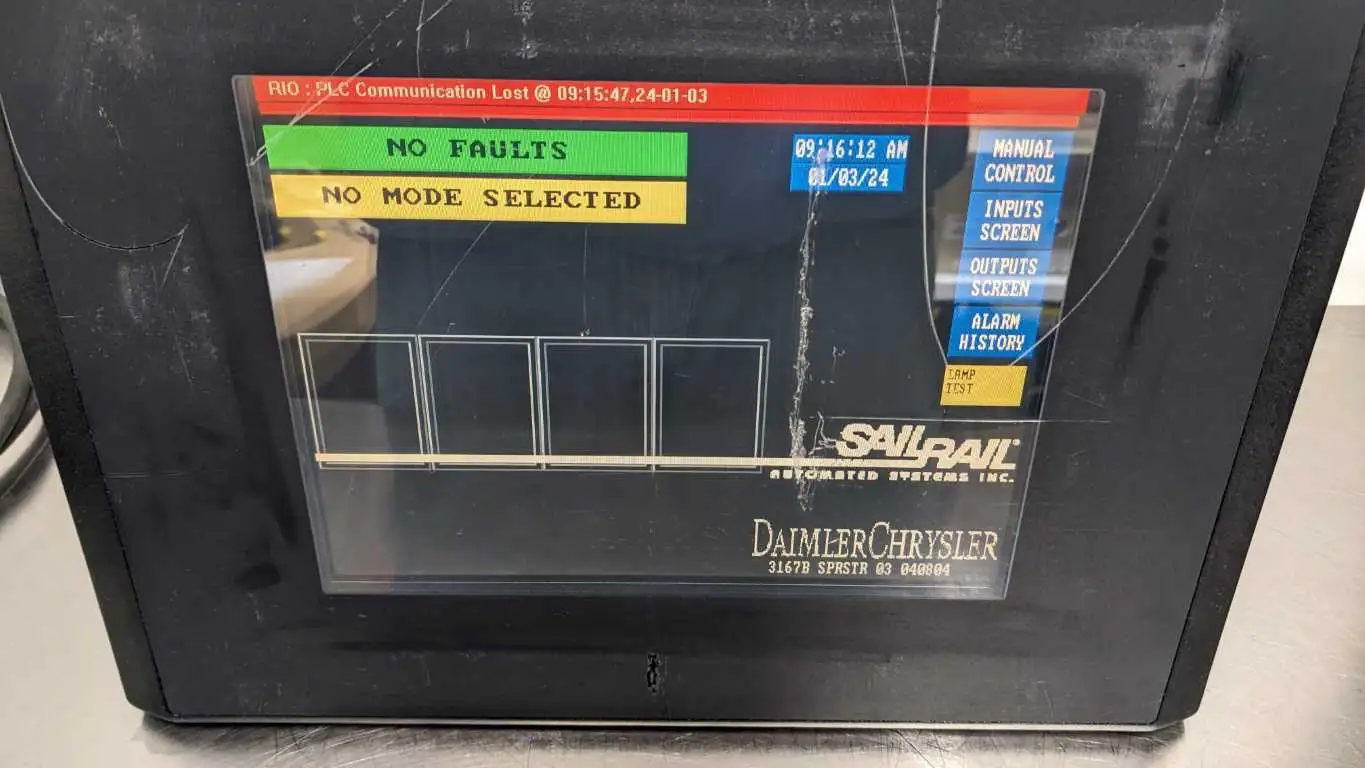 RIO : PLC Communication Lost @ 09:15:47,24-01-03
NO FAULTS
NO MODE SELECTED
09:16:12 AM
01/03/24
MANUAL
CONTROL
INPUTS
SCREEN
OUTPUTS
SCREEN
ALARM
HISTORY
LAMP
TEST
SAILRAIL
AUTOMATED SYSTEMS INC.
DAIMLERCHRYSLER
3167B SPRSTR 03 040804